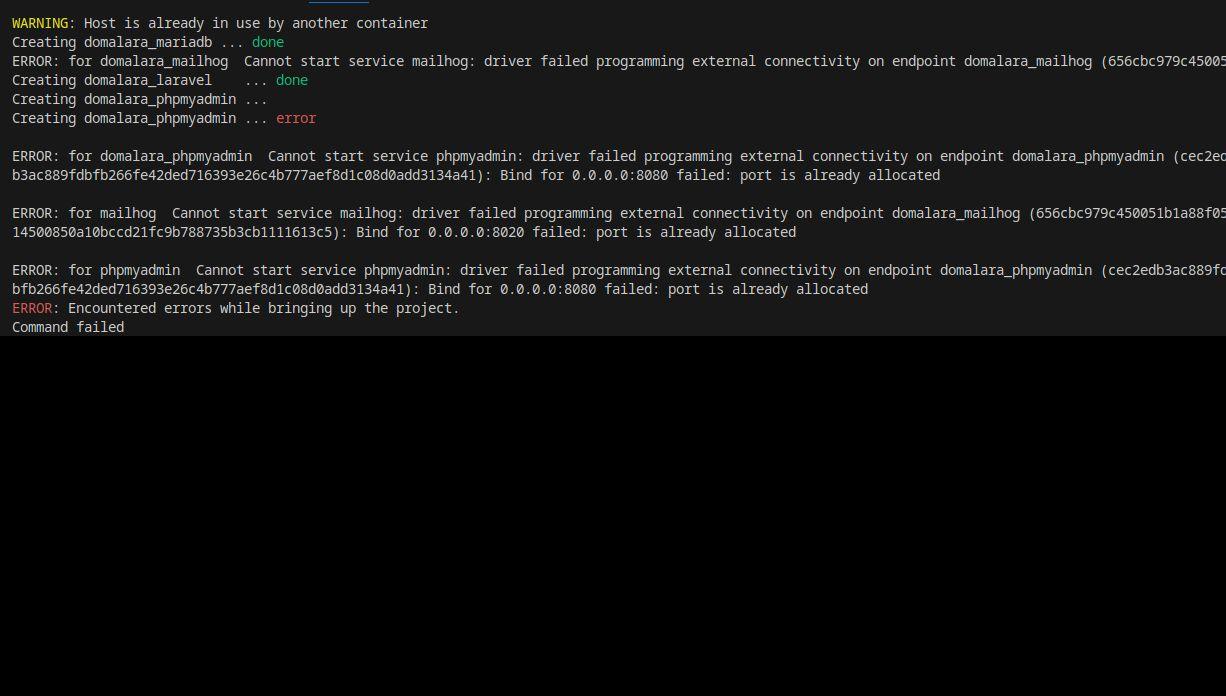 WARNING: Host is already in use by another container
Creating domalara_mariadb ... done
ERROR: for domalara_mailhog  Cannot start service mailhog: driver failed programming external connectivity on endpoint domalara_mailhog (656cbc979c45005
Creating domalara_laravel    ... done
Creating domalara_phpmyadmin ...
Creating domalara_phpmyadmin ... error
ERROR: for domalara_phpmyadmin  Cannot start service phpmyadmin: driver failed programming external connectivity on endpoint domalara_phpmyadmin (cec2ed
b3ac889fdbfb266fe42ded716393e26c4b777aef8d1c08d0add3134a41): Bind for 0.0.0.0:8080 failed: port is already allocated
ERROR: for mailhog  Cannot start service mailhog: driver failed programming external connectivity on endpoint domalara_mailhog (656cbc979c450051b1a88f05
14500850a10bccd21fc9b788735b3cb1111613c5): Bind for 0.0.0.0:8020 failed: port is already allocated
ERROR: for phpmyadmin  Cannot start service phpmyadmin: driver failed programming external connectivity on endpoint domalara_phpmyadmin (cec2edb3ac889fd
bfb266fe42ded716393e26c4b777aef8d1c08d0add3134a41): Bind for 0.0.0.0:8080 failed: port is already allocated
ERROR: Encountered errors while bringing up the project.
Command failed